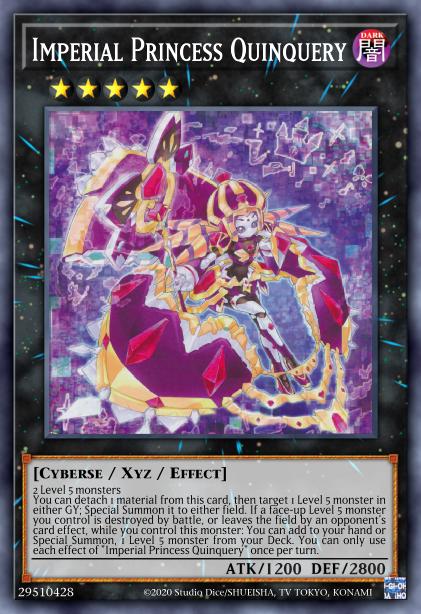 IMPERIAL PRINCESS QUINQUERY
DARK
闇
[CYBERSE / XYZ / EFFECT]
2 Level 5 monsters
You can detach 1 material from this card, then target 1 Level 5 monster in
either GY; Special Summon it to either field. If a face-up Level 5 monster
you control is destroyed by battle, or leaves the field by an opponent's
card effect, while you control this monster: You can add to your hand or
Special Summon, 1 Level 5 monster from your Deck. You can only use
each effect of "Imperial Princess Quinquery" once per turn.
ATK/1200 DEF/2800
29510428
©2020 Studio Dice/SHUEISHA, TV TOKYO, KONAMI